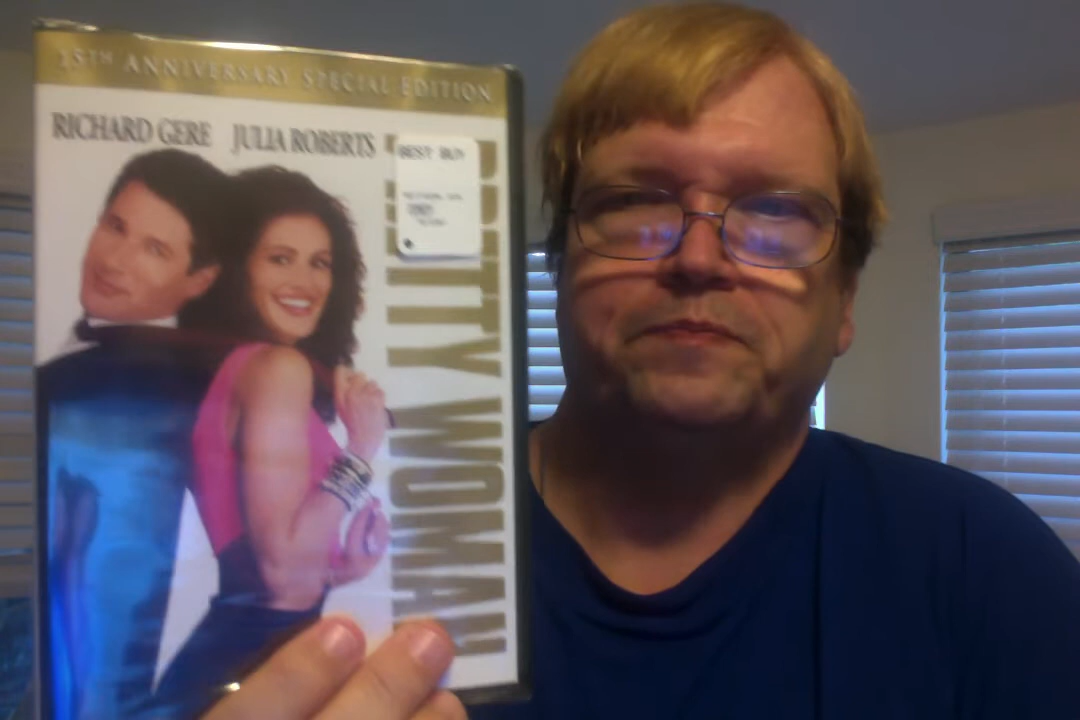 15TH ANNIVERSARY SPECIAL EDITION
RICHARD GERE JULIA ROBERTS
BEST BUY
PRETTY WOMAN